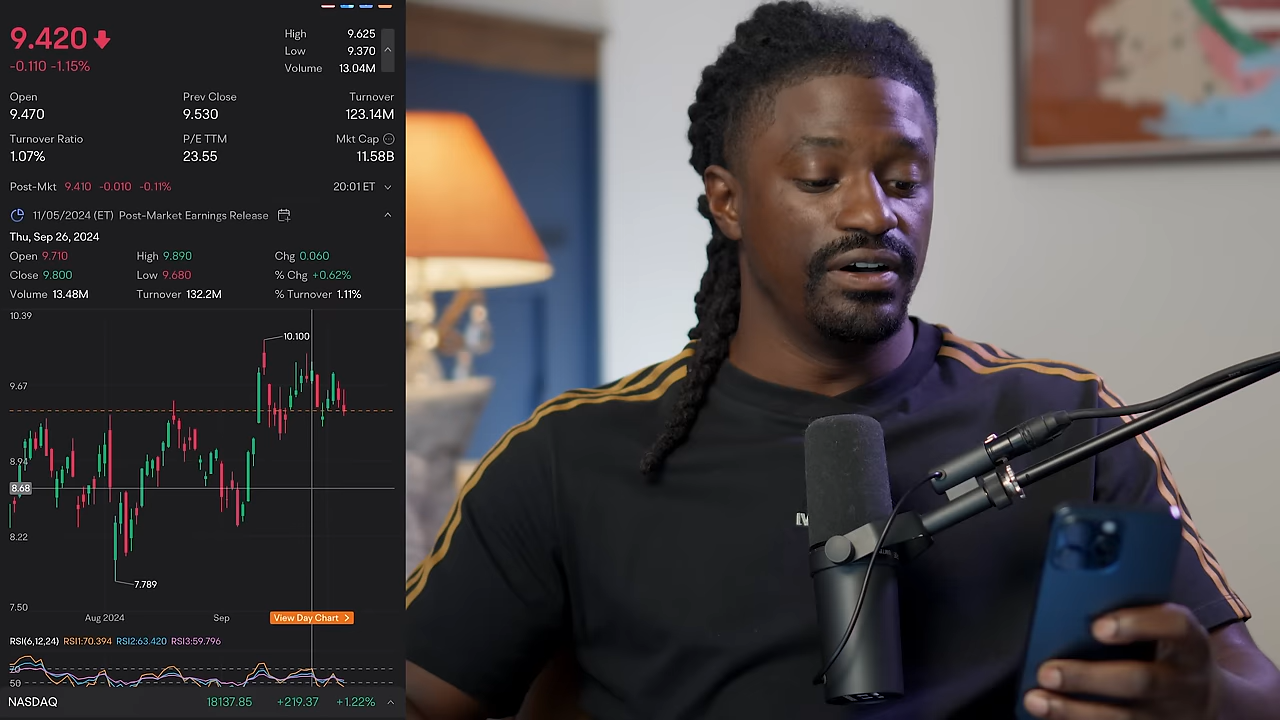 9.420
-0.110 -1.15%
High 9.625
Low 9.370
Volume 13.04M
Open Prev Close Turnover
9.470 9.530 123.14M
Turnover Ratio P/E TTM Mkt Cap
1.07% 23.55 11.58B
Post-Mkt 9.410 -0.010 -0.11% 20:01 ET
11/05/2024 (ET) Post-Market Earnings Release
Thu, Sep 26, 2024
Open 9.710 High 9.890 Chg 0.060
Close 9.800 Low 9.680 % Chg +0.62%
Volume 13.48M Turnover 132.2M % Turnover 1.11%
10.39
10.100
9.67
8.94
8.68
8.22
7.789
7.50
Aug 2024 Sep View Day Chart
RSI(6,12,24) RSI1:70.394 RSI2:63.420 RSI3:59.796
50
NASDAQ 18137.85 +219.37 +1.22%